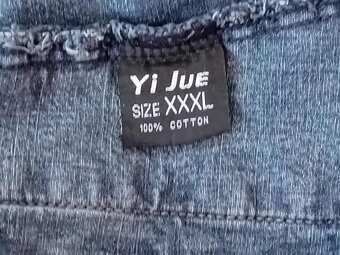 Yi JUE
SIZE XXXL
100% COTTON